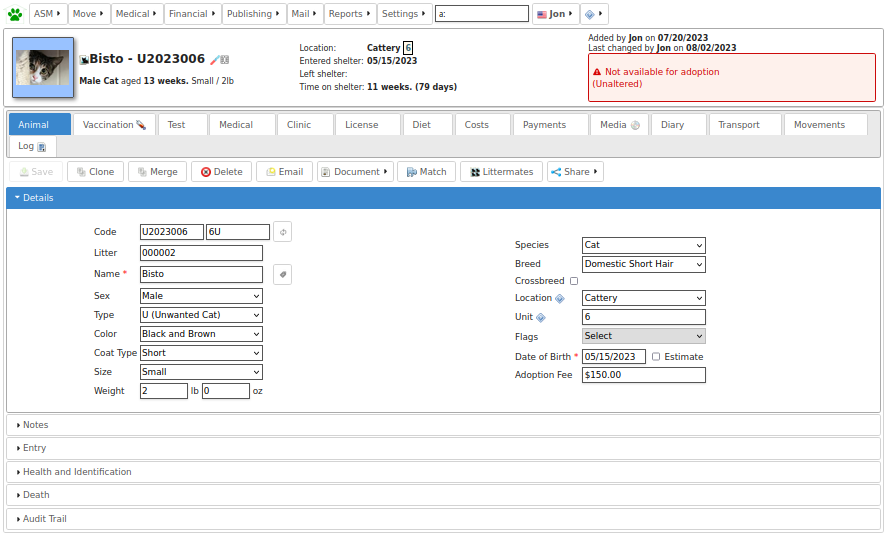 ASM Move Medical Financial Publishing Mail Reports Settings a: Jon
Bisto - U2023006
Male Cat aged 13 weeks. Small / 2lb
Location: Cattery 6
Entered shelter: 05/15/2023
Left shelter:
Time on shelter: 11 weeks. (79 days)
Added by Jon on 07/20/2023
Last changed by Jon on 08/02/2023
Not available for adoption
(Unaltered)
Animal Vaccination Test Medical Clinic License Diet Costs Payments Media Diary Transport Movements
Log
Save Clone Merge Delete Email Document Match Littermates Share
Details
Code U2023006 6U
Litter 000002
Name * Bisto
Sex Male
Type U (Unwanted Cat)
Color Black and Brown
Coat Type Short
Size Small
Weight 2 lb 0 oz
Species Cat
Breed Domestic Short Hair
Crossbreed
Location Cattery
Unit 6
Flags Select
Date of Birth * 05/15/2023 Estimate
Adoption Fee $150.00
Notes
Entry
Health and Identification
Death
Audit Trail